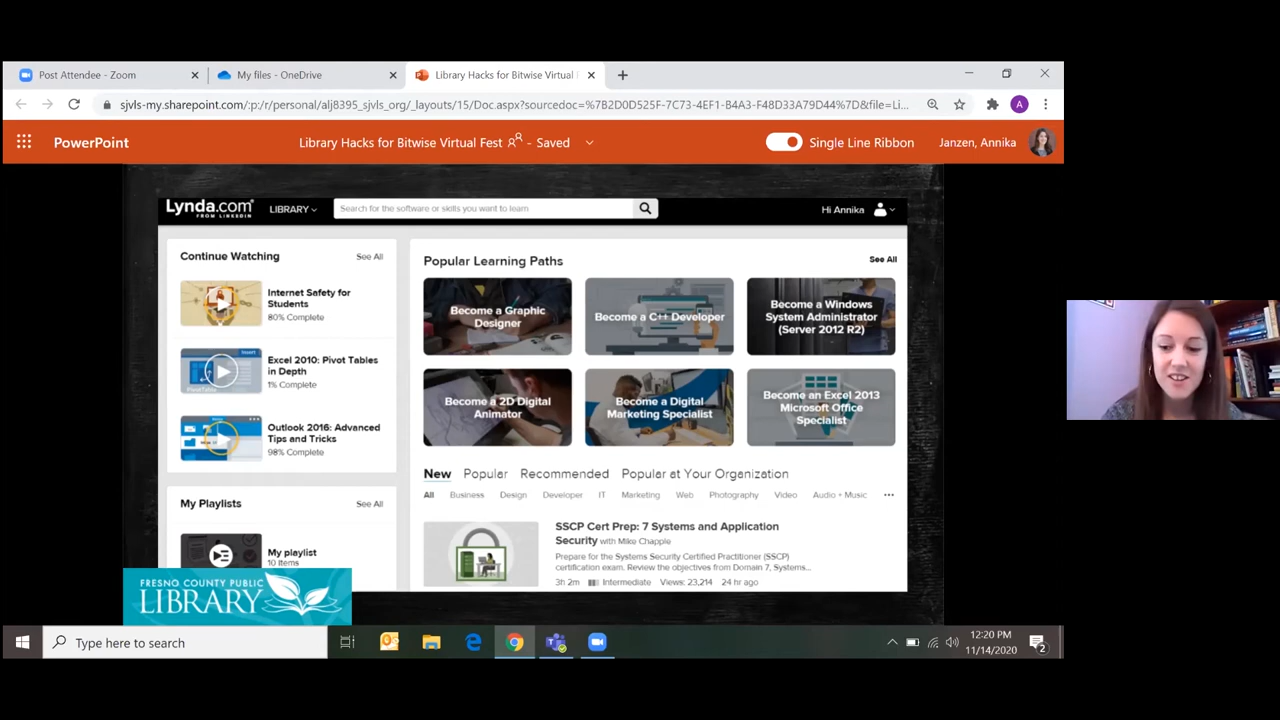 Post Attendee - Zoom
My files - OneDrive
Library Hacks for Bitwise Virtual F
sjvls-my.sharepoint.com/:p:/r/personal/alj8395_sjvls_org/_layouts/15/Doc.aspx?sourcedoc=%7B2D0D525F-7C73-4EF1-B4A3-F48D33A79D44%7D&file=Li...
A
PowerPoint
Library Hacks for Bitwise Virtual Fest - Saved
Single Line Ribbon
Janzen, Annika
Lynda.com
FROM LINKEDIN
LIBRARY
Search for the software or skills you want to learn
Hi Annika
Continue Watching
See All
Internet Safety for
Students
80% Complete
Excel 2010: Pivot Tables
in Depth
1% Complete
Outlook 2016: Advanced
Tips and Tricks
98% Complete
My Playlists
See All
My playlist
10 Items
Popular Learning Paths
See All
Become a Graphic
Designer
Become a C++ Developer
Become a Windows
System Administrator
(Server 2012 R2)
Become a 2D Digital
Animator
Become a Digital
Marketing Specialist
Become an Excel 2013
Microsoft Office
Specialist
New Popular Recommended Popular at Your Organization
All Business Design Developer IT Marketing Web Photography Video Audio + Music
SSCP Cert Prep: 7 Systems and Application
Security with Mike Chapple
Prepare for the Systems Security Certified Practitioner (SSCP)
certification exam. Review the objectives from Domain 7, Systems...
3h 2m Intermediate Views: 23,214 24 hr ago
FRESNO COUNTY PUBLIC
LIBRARY
Type here to search
12:20 PM
11/14/2020
2